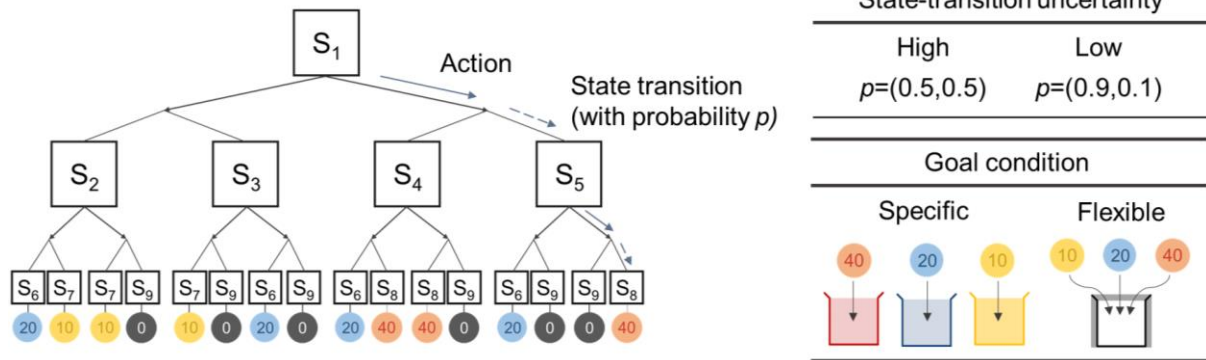 State-transition uncertainty
S1
Action
High Low
State transition
(with probability p)
p=(0.5,0.5) p=(0.9,0.1)
S2 S3 S4 S5
Goal condition
Specific Flexible
40 20 10 10 20 40
S6 S7 S7 S9 S7 S9 S6 S9 S6 S8 S8 S9 S6 S9 S9 S8
20 10 10 0 10 0 20 0 20 40 40 0 20 0 0 40